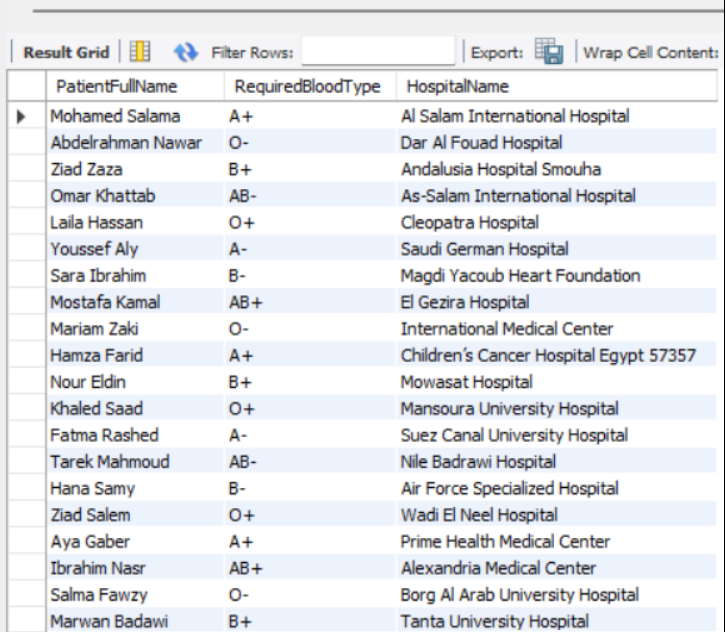 Result Grid Filter Rows: Export: Wrap Cell Content:
PatientFullName RequiredBloodType HospitalName
Mohamed Salama A+ Al Salam International Hospital
Abdelrahman Nawar O- Dar Al Fouad Hospital
Ziad Zaza B+ Andalusia Hospital Smouha
Omar Khattab AB- As-Salam International Hospital
Laila Hassan O+ Cleopatra Hospital
Youssef Aly A- Saudi German Hospital
Sara Ibrahim B- Magdi Yacoub Heart Foundation
Mostafa Kamal AB+ El Gezira Hospital
Mariam Zaki O- International Medical Center
Hamza Farid A+ Children's Cancer Hospital Egypt 57357
Nour Eldin B+ Mowasat Hospital
Khaled Saad O+ Mansoura University Hospital
Fatma Rashed A- Suez Canal University Hospital
Tarek Mahmoud AB- Nile Badrawi Hospital
Hana Samy B- Air Force Specialized Hospital
Ziad Salem O+ Wadi El Neel Hospital
Aya Gaber A+ Prime Health Medical Center
Ibrahim Nasr AB+ Alexandria Medical Center
Salma Fawzy O- Borg Al Arab University Hospital
Marwan Badawi B+ Tanta University Hospital